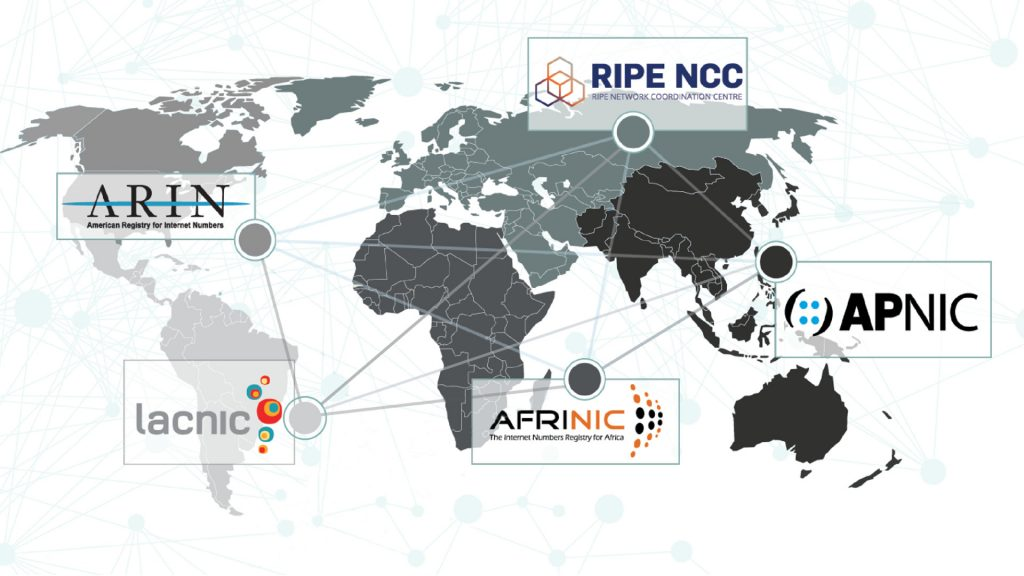 RIPE NCC
RIPE NETWORK COORDINATION CENTRE
ARIN
American Registry for Internet Numbers
APNIC
lacnic
AFRINIC
The Internet Numbers Registry for Africa